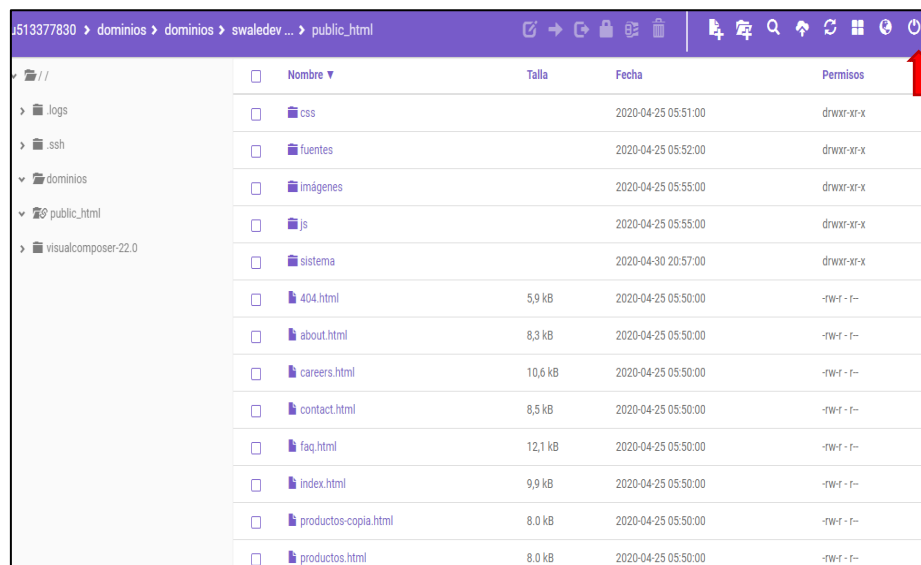 u513377830 > dominios > dominios > swaledev ... > public_html
//
.logs
.ssh
dominios
public_html
visualcomposer-22.0
Nombre ▼ Talla Fecha Permisos
css 2020-04-25 05:51:00 drwxr-xr-x
fuentes 2020-04-25 05:52:00 drwxr-xr-x
imágenes 2020-04-25 05:55:00 drwxr-xr-x
js 2020-04-25 05:55:00 drwxr-xr-x
sistema 2020-04-30 20:57:00 drwxr-xr-x
404.html 5,9 kB 2020-04-25 05:50:00 -rw-r - r--
about.html 8,3 kB 2020-04-25 05:50:00 -rw-r - r--
careers.html 10,6 kB 2020-04-25 05:50:00 -rw-r - r--
contact.html 8,5 kB 2020-04-25 05:50:00 -rw-r - r--
faq.html 12,1 kB 2020-04-25 05:50:00 -rw-r - r--
index.html 9,9 kB 2020-04-25 05:50:00 -rw-r - r--
productos-copia.html 8.0 kB 2020-04-25 05:50:00 -rw-r - r--
productos.html 8.0 kB 2020-04-25 05:50:00 -rw-r - r--